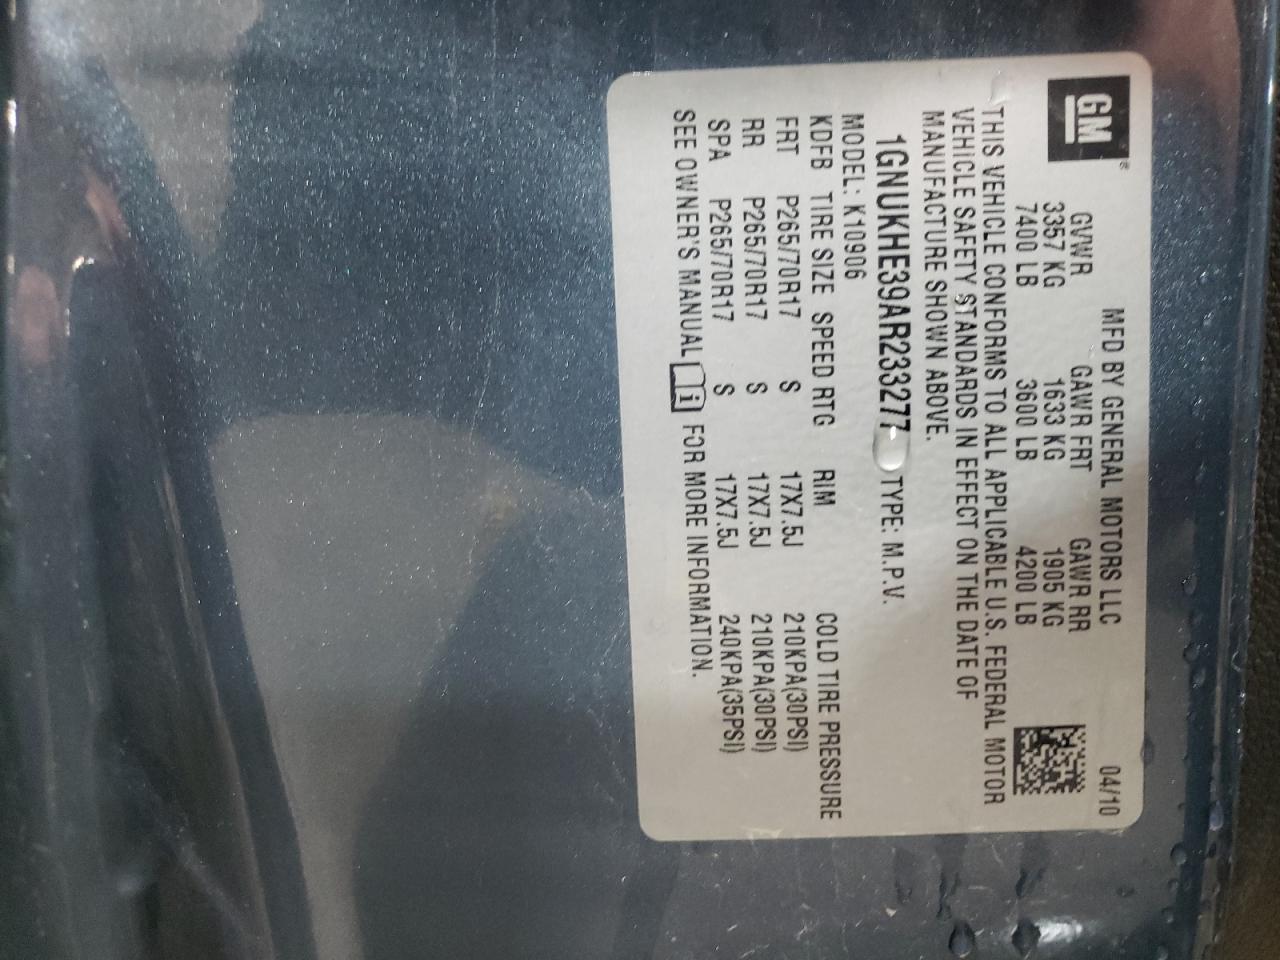 GM®
MFD BY GENERAL MOTORS LLC 04/10
GVWR GAWR FRT GAWR RR
3357 KG 1633 KG 1905 KG
7400 LB 3600 LB 4200 LB
THIS VEHICLE CONFORMS TO ALL APPLICABLE U.S. FEDERAL MOTOR
VEHICLE SAFETY STANDARDS IN EFFECT ON THE DATE OF
MANUFACTURE SHOWN ABOVE.
1GNUKHE39AR233277 TYPE: M.P.V.
MODEL: K10906
KDFB TIRE SIZE SPEED RTG RIM COLD TIRE PRESSURE
FRT P265/70R17 S 17X7.5J 210KPA(30PSI)
RR P265/70R17 S 17X7.5J 210KPA(30PSI)
SPA P265/70R17 S 17X7.5J 240KPA(35PSI)
SEE OWNER'S MANUAL i FOR MORE INFORMATION.